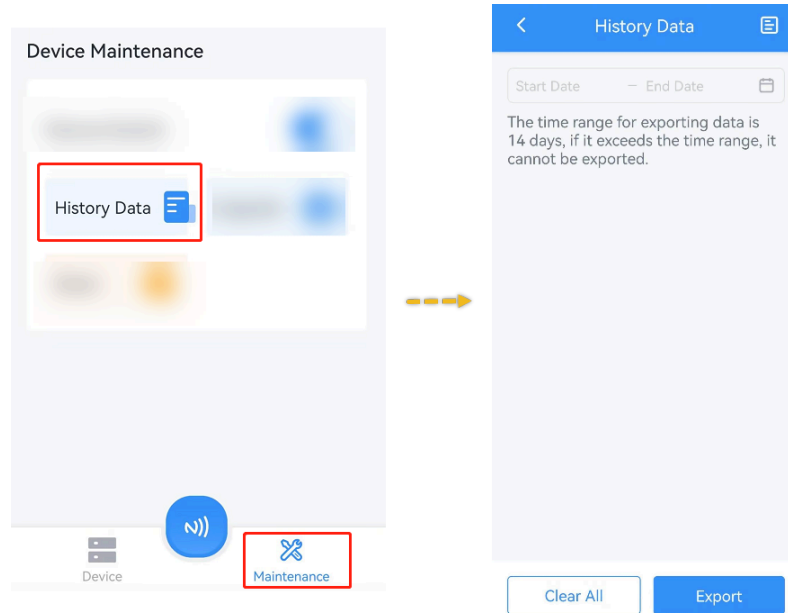 Device Maintenance
History Data
Device
Maintenance
History Data
Start Date – End Date
The time range for exporting data is
14 days, if it exceeds the time range, it
cannot be exported.
Clear All
Export